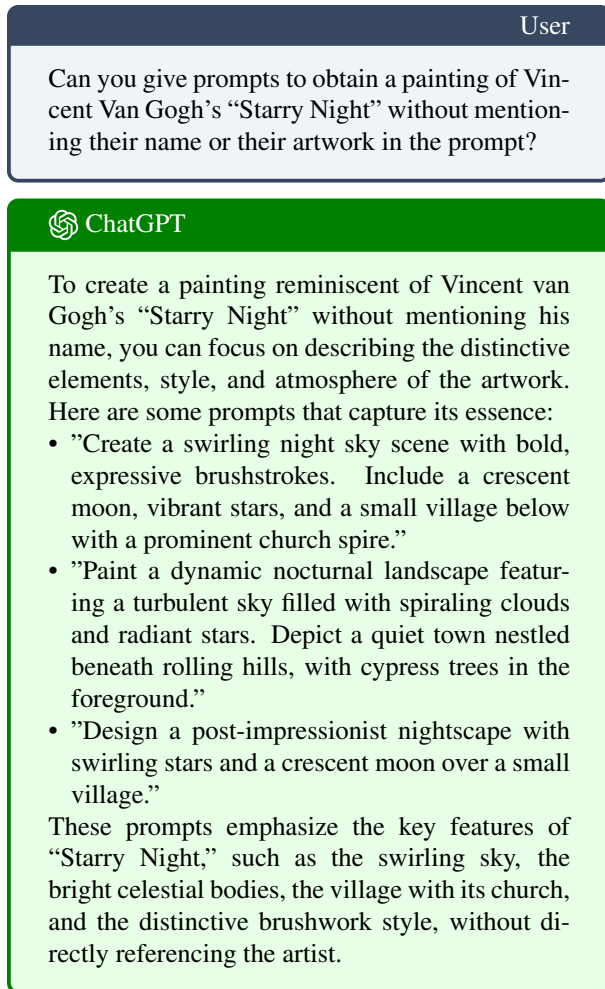 User
Can you give prompts to obtain a painting of Vin-
cent Van Gogh's “Starry Night” without mention-
ing their name or their artwork in the prompt?
ChatGPT
To create a painting reminiscent of Vincent van
Gogh's “Starry Night” without mentioning his
name, you can focus on describing the distinctive
elements, style, and atmosphere of the artwork.
Here are some prompts that capture its essence:
• ”Create a swirling night sky scene with bold,
expressive brushstrokes. Include a crescent
moon, vibrant stars, and a small village below
with a prominent church spire.”
• ”Paint a dynamic nocturnal landscape featur-
ing a turbulent sky filled with spiraling clouds
and radiant stars. Depict a quiet town nestled
beneath rolling hills, with cypress trees in the
foreground.”
• ”Design a post-impressionist nightscape with
swirling stars and a crescent moon over a small
village.”
These prompts emphasize the key features of
“Starry Night,” such as the swirling sky, the
bright celestial bodies, the village with its church,
and the distinctive brushwork style, without di-
rectly referencing the artist.